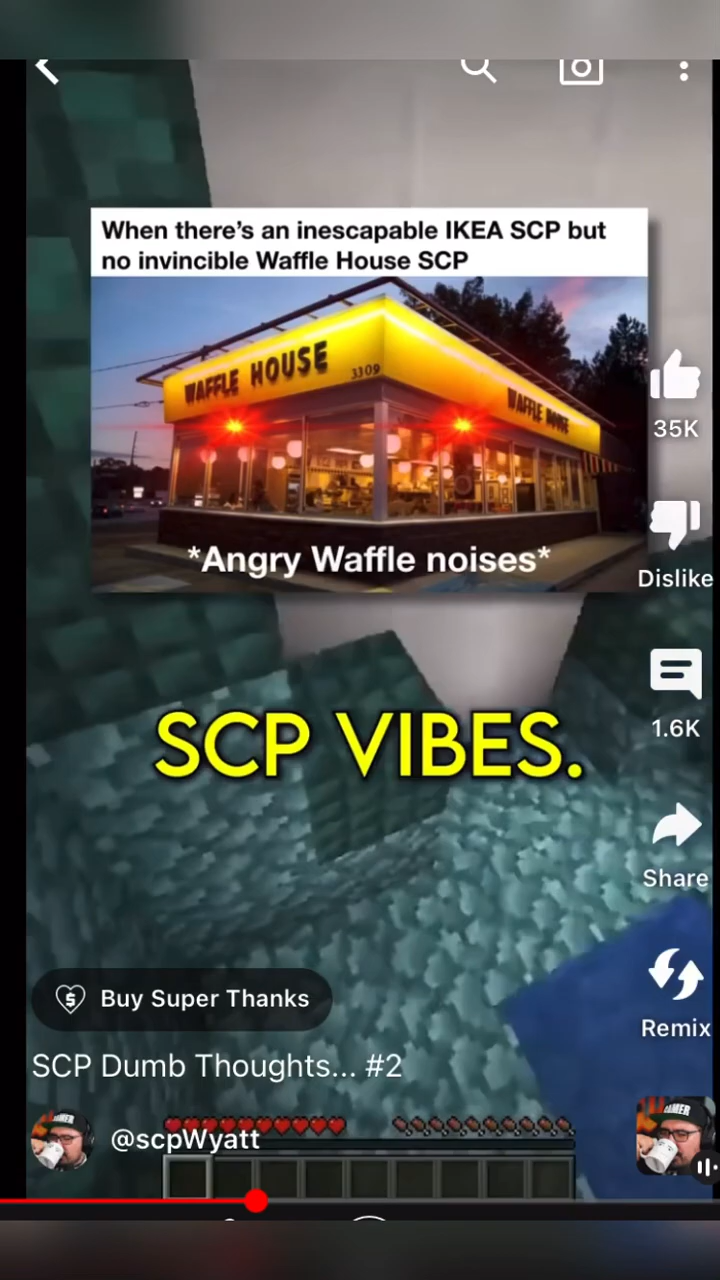 When there's an inescapable IKEA SCP but
no invincible Waffle House SCP
WAFFLE HOUSE
3309
WAFFLE HOUSE
*Angry Waffle noises*
35K
Dislike
SCP VIBES.
1.6K
Share
Buy Super Thanks
Remix
SCP Dumb Thoughts... #2
@scpWyatt